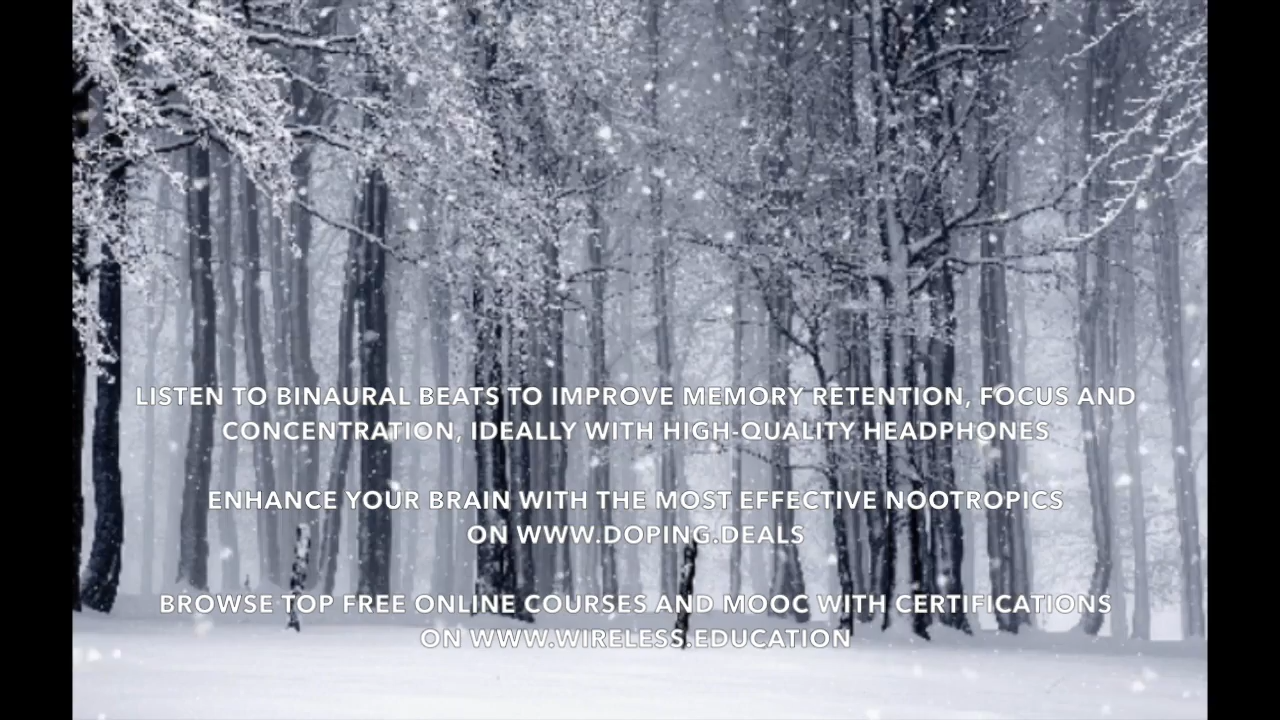 LISTEN TO BINAURAL BEATS TO IMPROVE MEMORY RETENTION, FOCUS AND
CONCENTRATION, IDEALLY WITH HIGH-QUALITY HEADPHONES
ENHANCE YOUR BRAIN WITH THE MOST EFFECTIVE NOOTROPICS
ON WWW.DOPING.DEALS
BROWSE TOP FREE ONLINE COURSES AND MOOC WITH CERTIFICATIONS
ON WWW.WIRELESS.EDUCATION